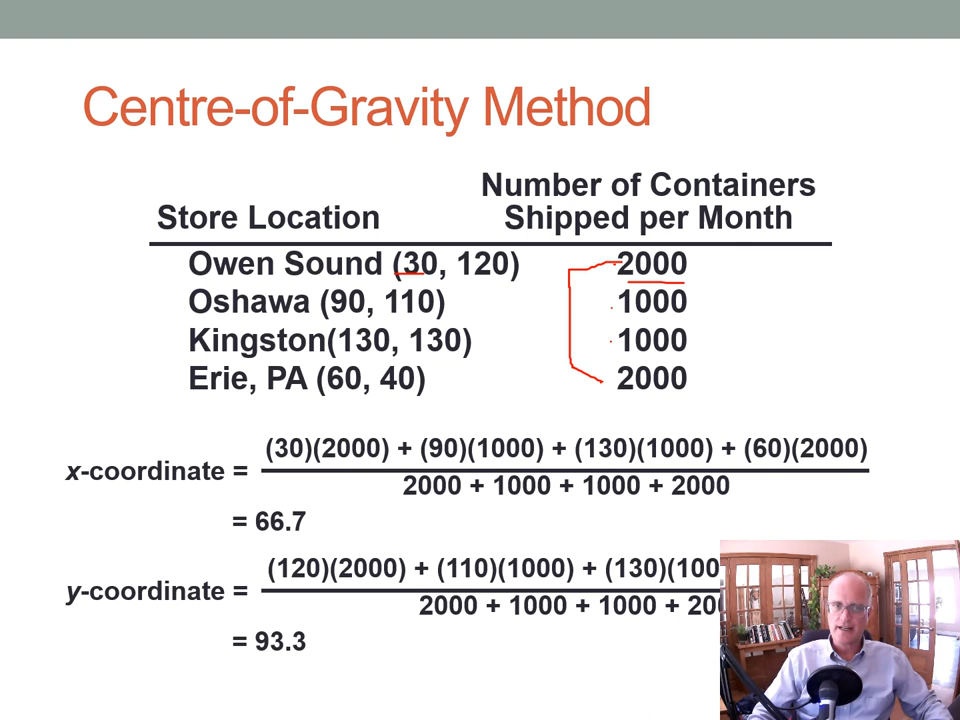 Centre-of-Gravity Method
Number of Containers
Store Location Shipped per Month
Owen Sound (30, 120) 2000
Oshawa (90, 110) 1000
Kingston(130, 130) 1000
Erie, PA (60, 40) 2000
(30)(2000) + (90)(1000) + (130)(1000) + (60)(2000)
x-coordinate =
2000 + 1000 + 1000 + 2000
= 66.7
(120)(2000) + (110)(1000) + (130)(100
y-coordinate =
2000 + 1000 + 1000 + 200
= 93.3